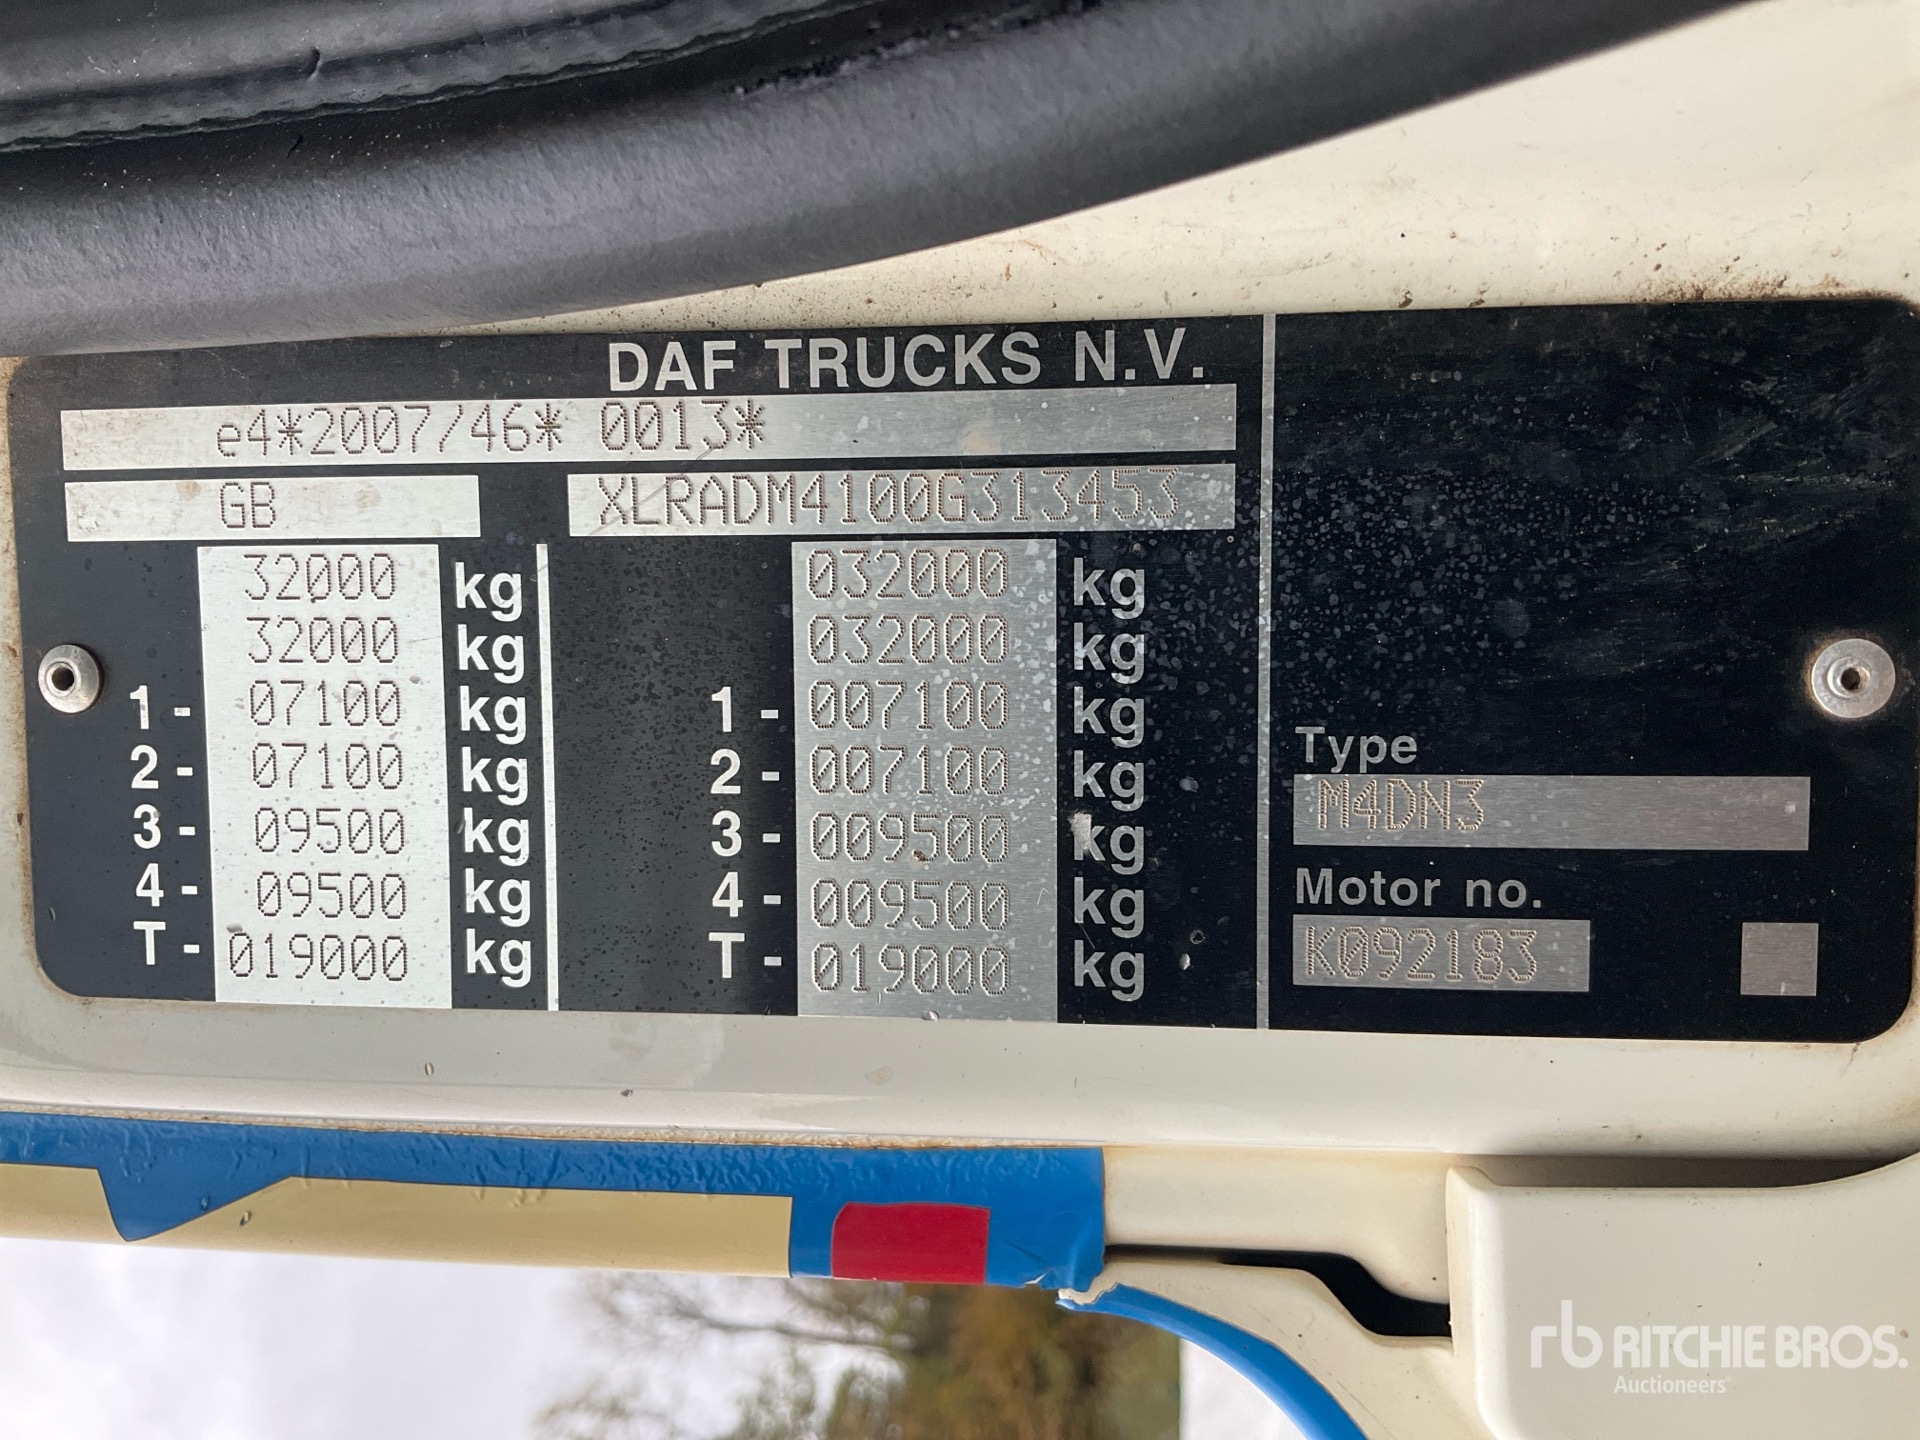 DAF TRUCKS N.V.
e4*2007/46* 0013*
GB XLRADM4100G313453
32000 kg 032000 kg
32000 kg 032000 kg
1- 07100 kg 1- 007100 kg
2- 07100 kg 2- 007100 kg
3- 09500 kg 3- 009500 kg
4- 09500 kg 4- 009500 kg
T- 019000 kg T- 019000 kg
Type
M4DN3
Motor no.
K092183
rb RITCHIE BROS.
Auctioneers